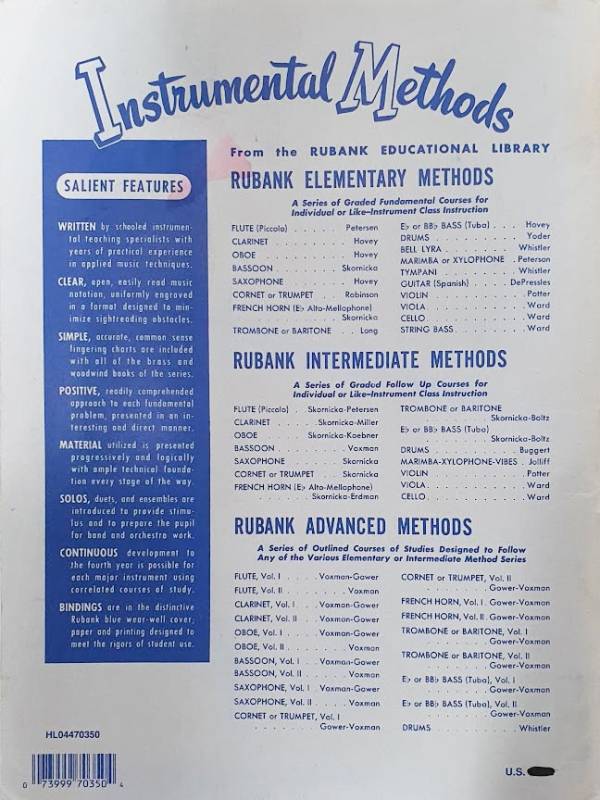 Instrumental Methods
From the RUBANK EDUCATIONAL LIBRARY
SALIENT FEATURES
WRITTEN by schooled instrumen-
tal teaching specialists with
years of practical experience
in applied music techniques.
CLEAR, open, easily read music
notation, uniformly engraved
in a format designed to min-
imize sightreading obstacles.
SIMPLE, accurate, common sense
fingering charts are included
with all of the brass and
woodwind books of the series.
POSITIVE, readily comprehended
approach to each fundamental
problem, presented in an in-
teresting and direct manner.
MATERIAL utilized is presented
progressively and logically
with ample technical founda-
tion every stage of the way.
SOLOS, duets, and ensembles are
introduced to provide stimu-
lus and to prepare the pupil
for band and orchestra work.
CONTINUOUS development to
the fourth year is possible for
each major instrument using
correlated courses of study.
BINDINGS are in the distinctive
Rubank blue wear-well cover;
paper and printing designed to
meet the rigors of student use.
RUBANK ELEMENTARY METHODS
A Series of Graded Fundamental Courses for
Individual or Like-Instrument Class Instruction
FLUTE (Piccolo) . . . . . . Petersen
CLARINET . . . . . . . . Hovey
OBOE . . . . . . . . . . Hovey
BASSOON . . . . . . . Skornicka
SAXOPHONE . . . . . . . Hovey
CORNET or TRUMPET . . . Robinson
FRENCH HORN (E♭ Alto-Mellophone)
. . . . . . . . . Skornicka
TROMBONE or BARITONE . . Long
E♭ or BB♭ BASS (Tuba) . . . Hovey
DRUMS . . . . . . . . . Yoder
BELL LYRA . . . . . . . Whistler
MARIMBA or XYLOPHONE . Peterson
TYMPANI . . . . . . . Whistler
GUITAR (Spanish) . . . . DePressles
VIOLIN . . . . . . . . . Potter
VIOLA . . . . . . . . . Ward
CELLO . . . . . . . . . Ward
STRING BASS . . . . . . . Ward
RUBANK INTERMEDIATE METHODS
A Series of Graded Follow Up Courses for
Individual or Like-Instrument Class Instruction
FLUTE (Piccolo) . . Skornicka-Petersen
CLARINET . . . . Skornicka-Miller
OBOE . . . . . Skornicka-Koebner
BASSOON . . . . . . . Voxman
SAXOPHONE . . . . . . Skornicka
CORNET or TRUMPET . . . Skornicka
FRENCH HORN (E♭ Alto-Mellophone)
. . . . . . . Skornicka-Erdman
TROMBONE or BARITONE
. . . . . . . Skornicka-Boltz
E♭ or BB♭ BASS (Tuba)
Skornicka-Boltz
DRUMS . . . . . . . . Buggert
MARIMBA-XYLOPHONE-VIBES . Jolliff
VIOLIN . . . . . . . . . Potter
VIOLA . . . . . . . . . Ward
CELLO . . . . . . . . . Ward
RUBANK ADVANCED METHODS
A Series of Outlined Courses of Studies Designed to Follow
Any of the Various Elementary or Intermediate Method Series
FLUTE, Vol. I . . . . Voxman-Gower
FLUTE, Vol. II . . . . . . Voxman
CLARINET, Vol. I . . . Voxman-Gower
CLARINET, Vol. II . . . Voxman-Gower
OBOE, Vol. I . . . . Voxman-Gower
OBOE, Vol. II . . . . . . Voxman
BASSOON, Vol. I . . . Voxman-Gower
BASSOON, Vol. II . . . . . Voxman
SAXOPHONE, Vol. I . Voxman-Gower
SAXOPHONE, Vol. II . . . . Voxman
CORNET or TRUMPET, Vol. I
. . . . . . . . Gower-Voxman
CORNET or TRUMPET, Vol. II
. . . . . . . . Gower-Voxman
FRENCH HORN, Vol. I . Gower-Voxman
FRENCH HORN, Vol. II . Gower-Voxman
TROMBONE or BARITONE, Vol. I
. . . . . . . . Gower-Voxman
TROMBONE or BARITONE, Vol. II
. . . . . . . . Gower-Voxman
E♭ or BB♭ BASS (Tuba), Vol. I
. . . . . . . . Gower-Voxman
E♭ or BB♭ BASS (Tuba), Vol. II
. . . . . . . . Gower-Voxman
DRUMS . . . . . . . . Whistler
HL04470350
0 73999 70350 4
U.S.